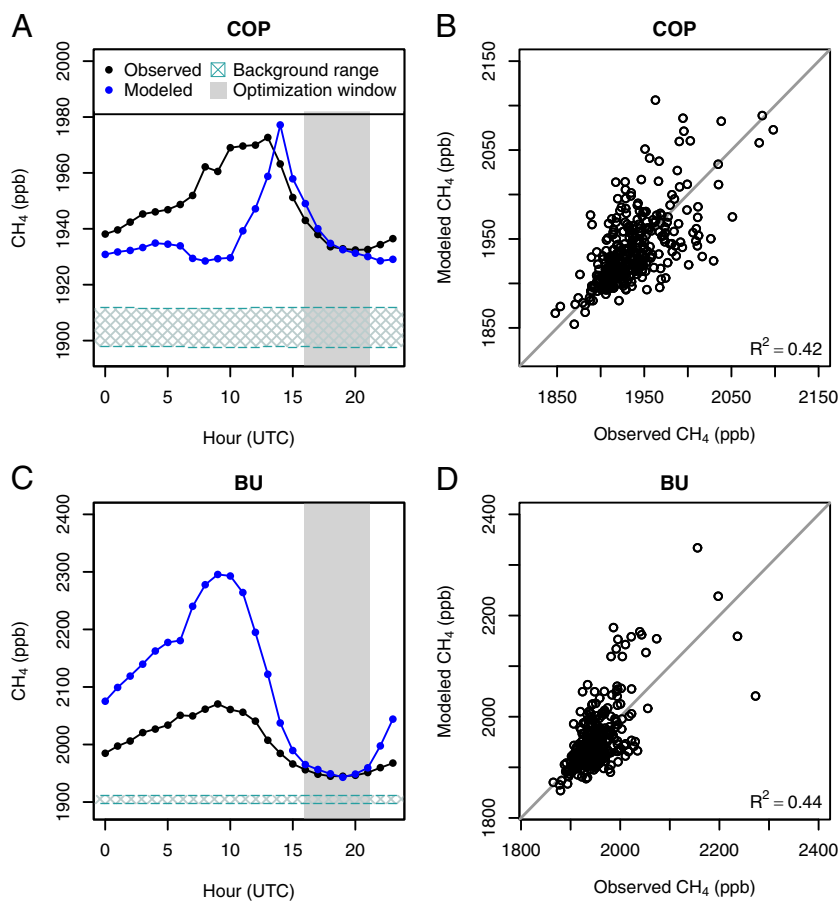 A
COP
Observed
Background range
Modeled
Optimization window
CH4 (ppb)
2000
1980
1960
1940
1920
1900
0 5 10 15 20
Hour (UTC)
B
COP
Modeled CH4 (ppb)
2150
2050
1950
1850
R2 = 0.42
1850 1950 2050 2150
Observed CH4 (ppb)
C
BU
CH4 (ppb)
2400
2300
2200
2100
2000
1900
0 5 10 15 20
Hour (UTC)
D
BU
Modeled CH4 (ppb)
2400
2200
2000
1800
R2 = 0.44
1800 2000 2200 2400
Observed CH4 (ppb)